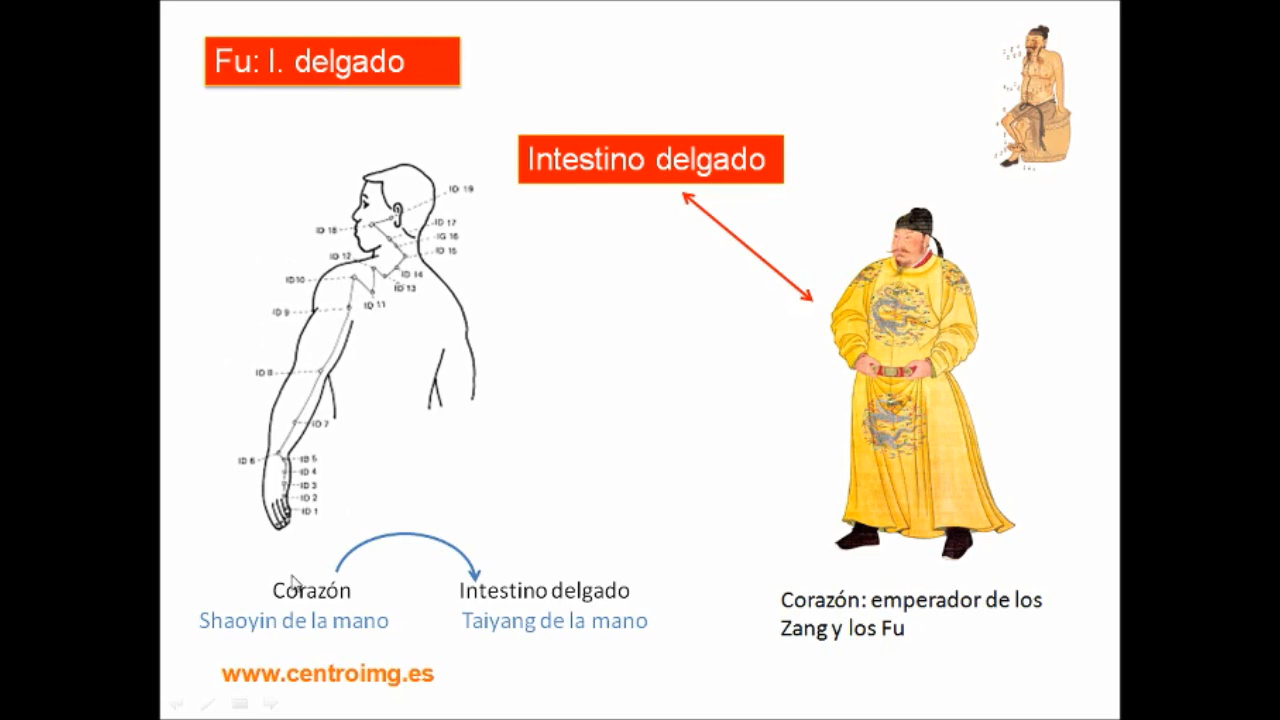 Fu: I. delgado
Intestino delgado
ID 19
ID 18
ID 17
IG 16
ID 15
ID 12
ID 14
ID10
ID 13
ID 11
ID 9
ID 8
ID 7
ID 6
ID 5
ID 4
ID 3
ID 2
ID 1
Corazón
Intestino delgado
Shaoyin de la mano
Taiyang de la mano
Corazón: emperador de los
Zang y los Fu
www.centroimg.es